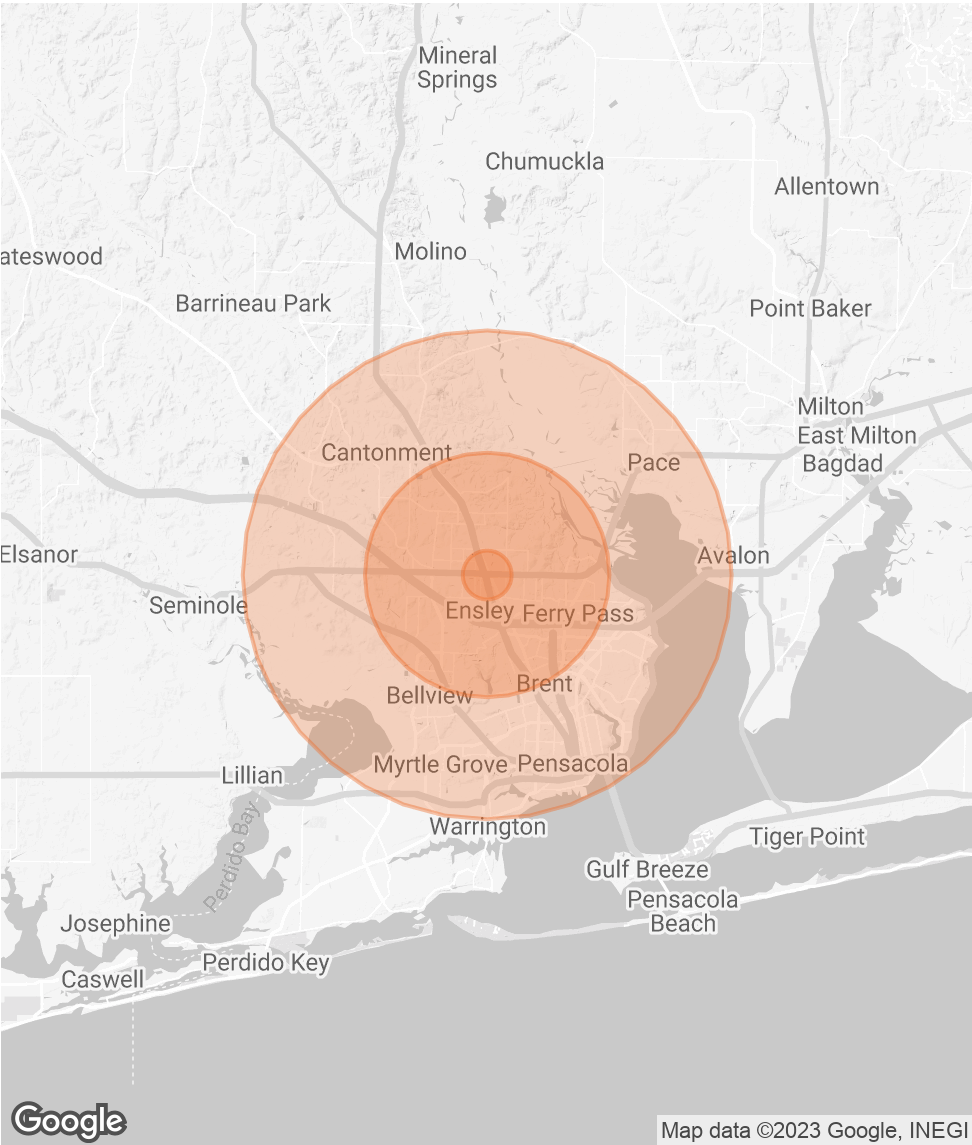 Mineral
Springs
Chumuckla
Allentown
Molino
ateswood
Barrineau Park
Point Baker
Milton
East Milton
Cantonment
Pace
Bagdad
Elsanor
Avalon
Seminole
Ensley
Ferry Pass
Brent
Bellview
Myrtle Grove
Pensacola
Lillian
Warrington
Tiger Point
Perdido Bay
Gulf Breeze
Pensacola
Beach
Josephine
Perdido Key
Caswell
Google
Map data ©2023 Google, INEGI